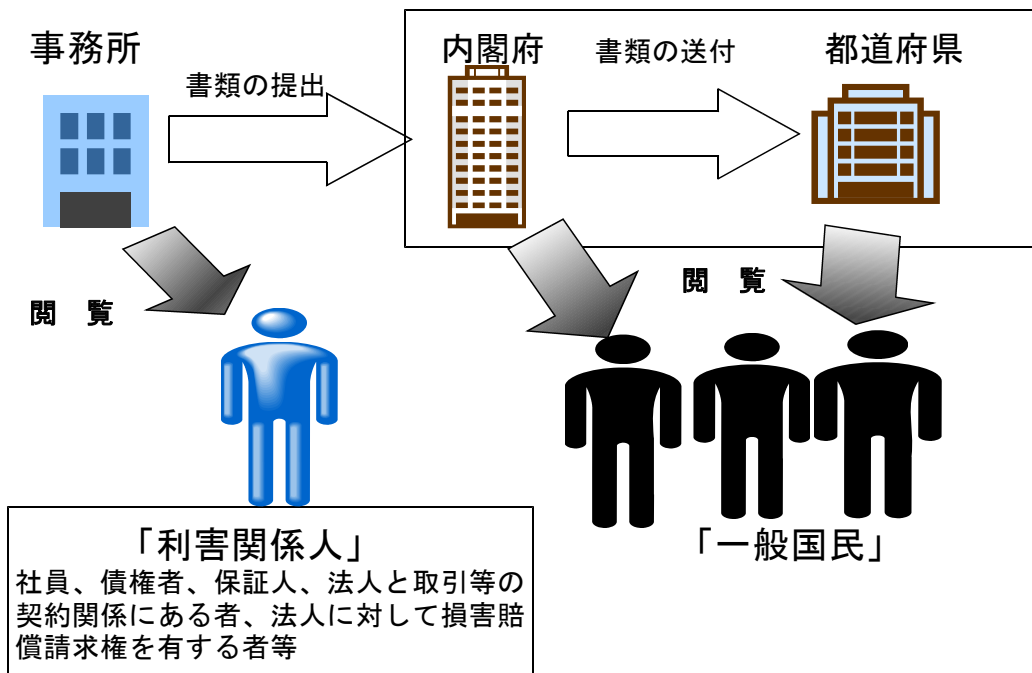 事務所
内閣府
都道府県
書類の提出
書類の送付
閲 覧
閲 覧
「利害関係人」
社員、債権者、保証人、法人と取引等の
契約関係にある者、法人に対して損害賠
償請求権を有する者等
「一般国民」